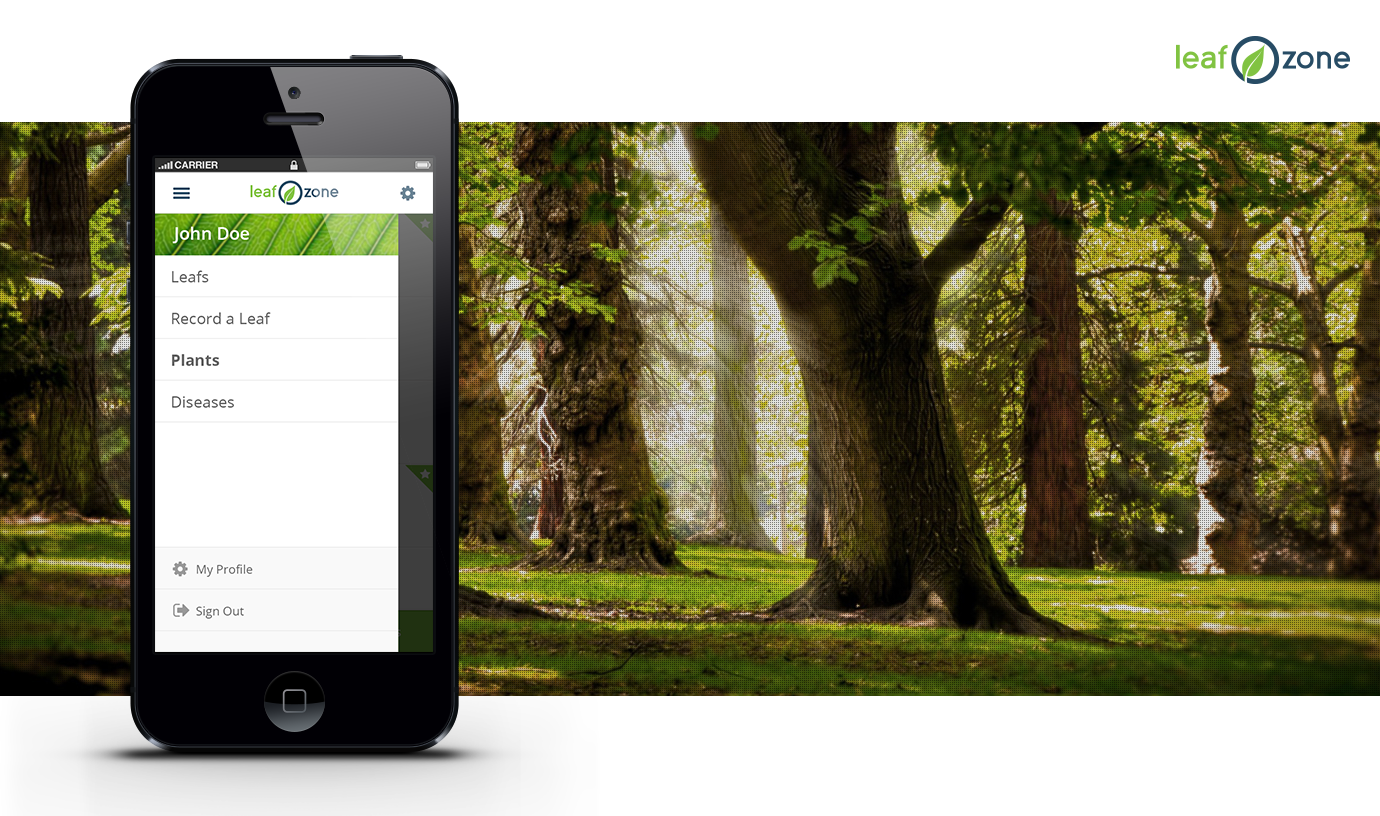 leaf zone
CARRIER
leaf zone
John Doe
Leafs
Record a Leaf
Plants
Diseases
My Profile
Sign Out